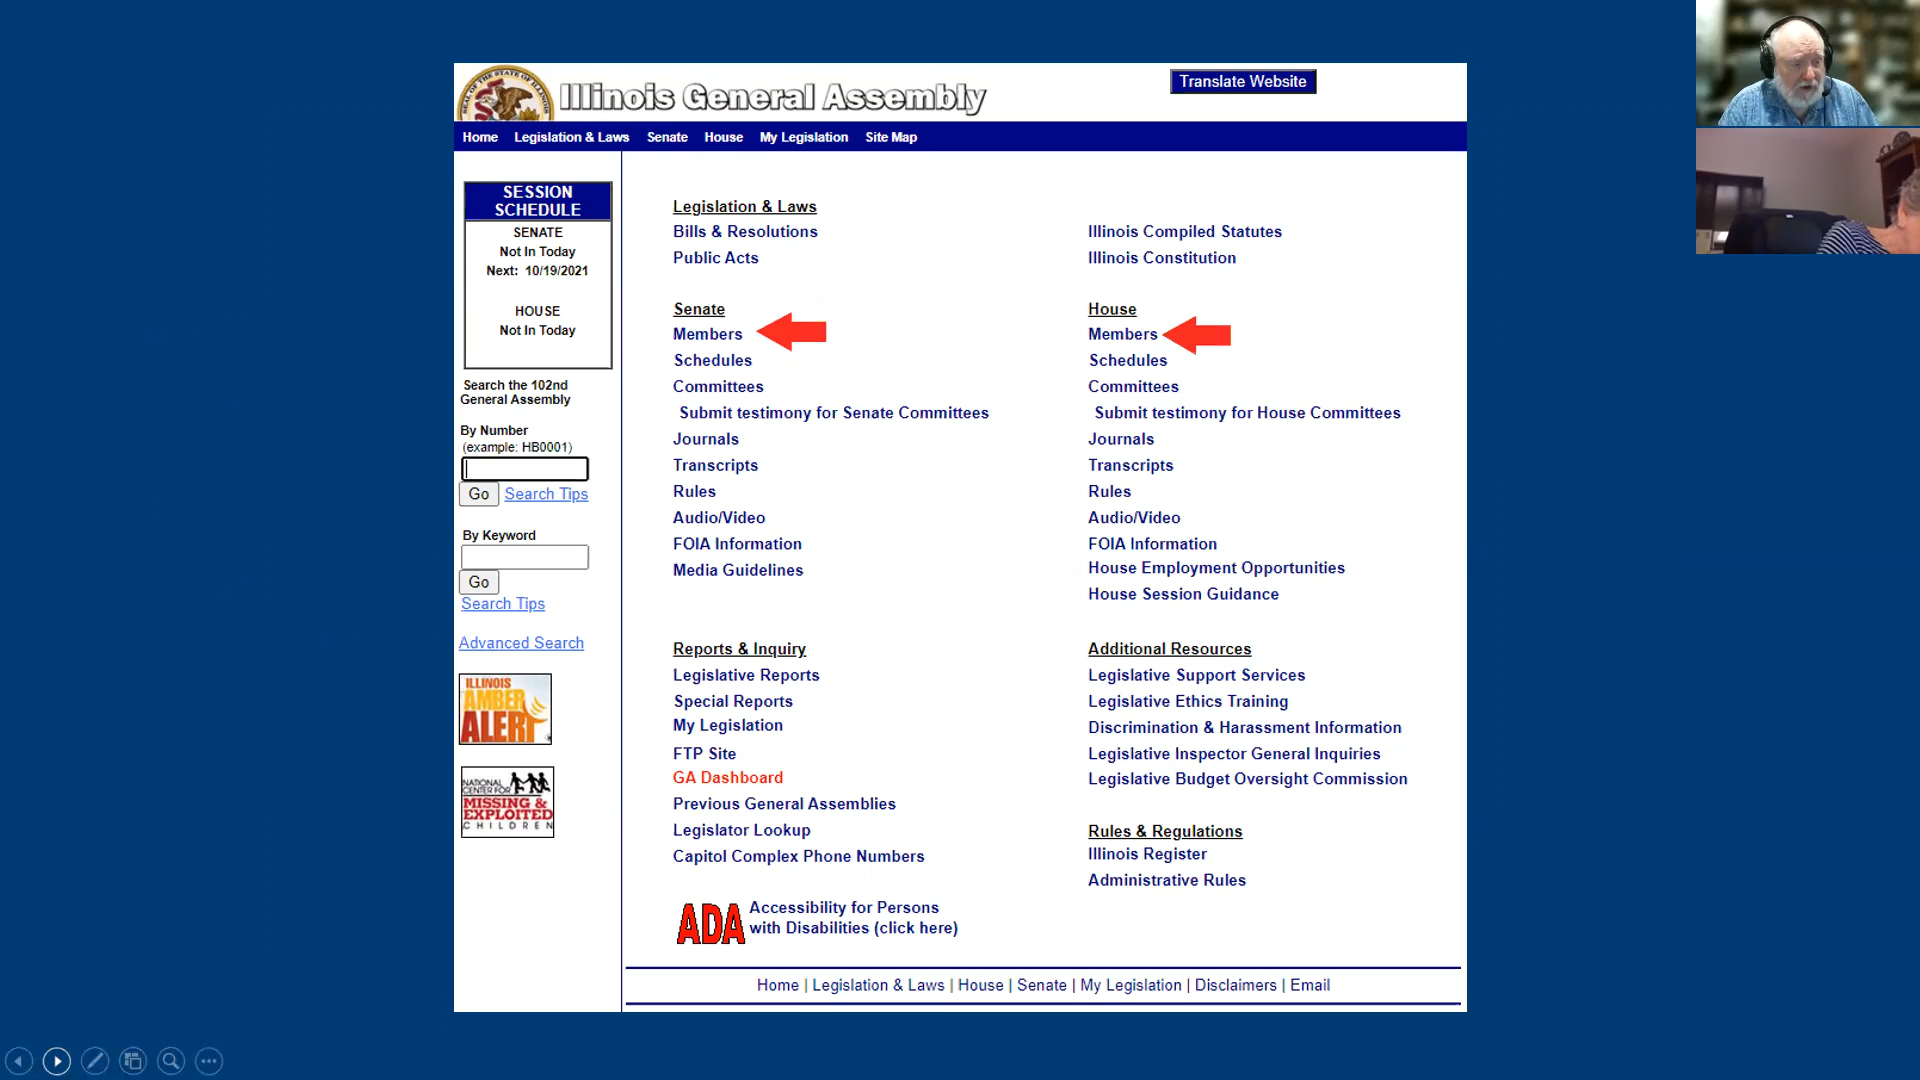 Illinois General Assembly
Translate Website
Home Legislation & Laws Senate House My Legislation Site Map
SESSION
SCHEDULE
SENATE
Not In Today
Next: 10/19/2021
HOUSE
Not In Today
Search the 102nd
General Assembly
By Number
(example: HB0001)
Go Search Tips
By Keyword
Go
Search Tips
Advanced Search
ILLINOIS
AMBER
ALERT
NATIONAL
CENTER FOR
MISSING &
EXPLOITED
CHILDREN
Legislation & Laws
Bills & Resolutions
Public Acts
Illinois Compiled Statutes
Illinois Constitution
Senate
Members
Schedules
Committees
Submit testimony for Senate Committees
Journals
Transcripts
Rules
Audio/Video
FOIA Information
Media Guidelines
House
Members
Schedules
Committees
Submit testimony for House Committees
Journals
Transcripts
Rules
Audio/Video
FOIA Information
House Employment Opportunities
House Session Guidance
Reports & Inquiry
Legislative Reports
Special Reports
My Legislation
FTP Site
GA Dashboard
Previous General Assemblies
Legislator Lookup
Capitol Complex Phone Numbers
Additional Resources
Legislative Support Services
Legislative Ethics Training
Discrimination & Harassment Information
Legislative Inspector General Inquiries
Legislative Budget Oversight Commission
Rules & Regulations
Illinois Register
Administrative Rules
ADA
Accessibility for Persons
with Disabilities (click here)
Home | Legislation & Laws | House | Senate | My Legislation | Disclaimers | Email